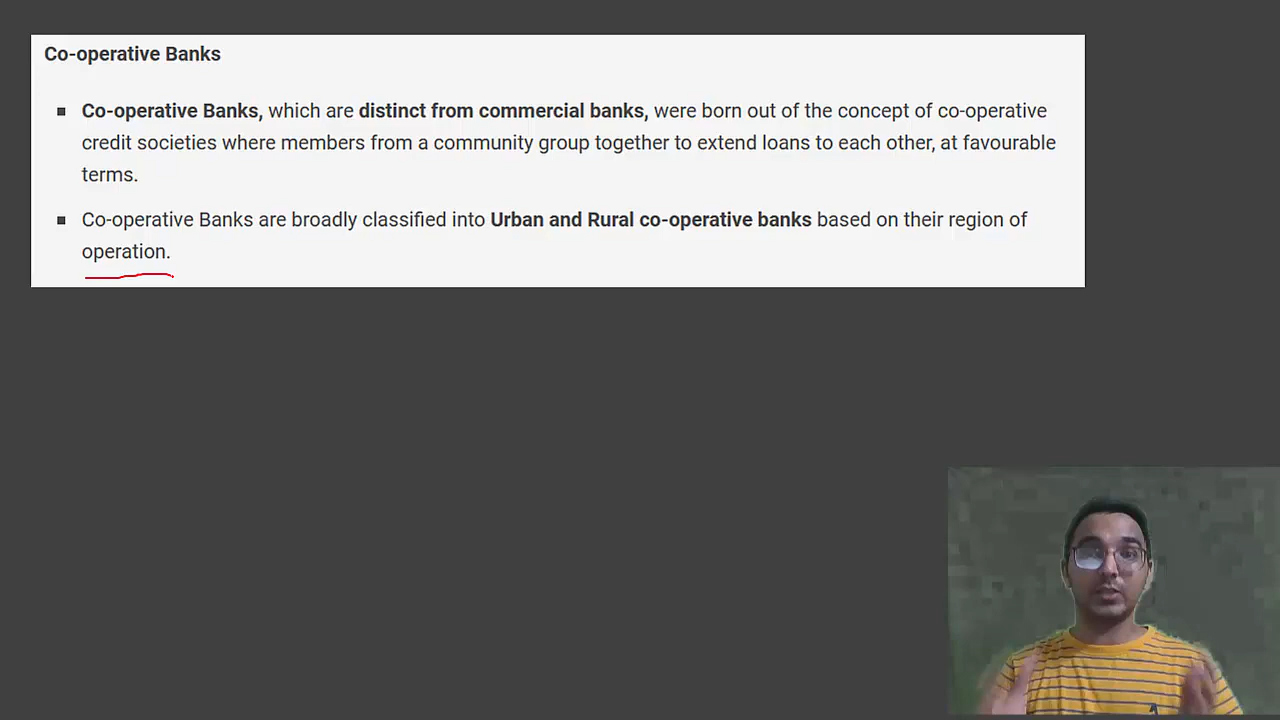 Co-operative Banks
Co-operative Banks, which are distinct from commercial banks, were born out of the concept of co-operative
credit societies where members from a community group together to extend loans to each other, at favourable
terms.
Co-operative Banks are broadly classified into Urban and Rural co-operative banks based on their region of
operation.